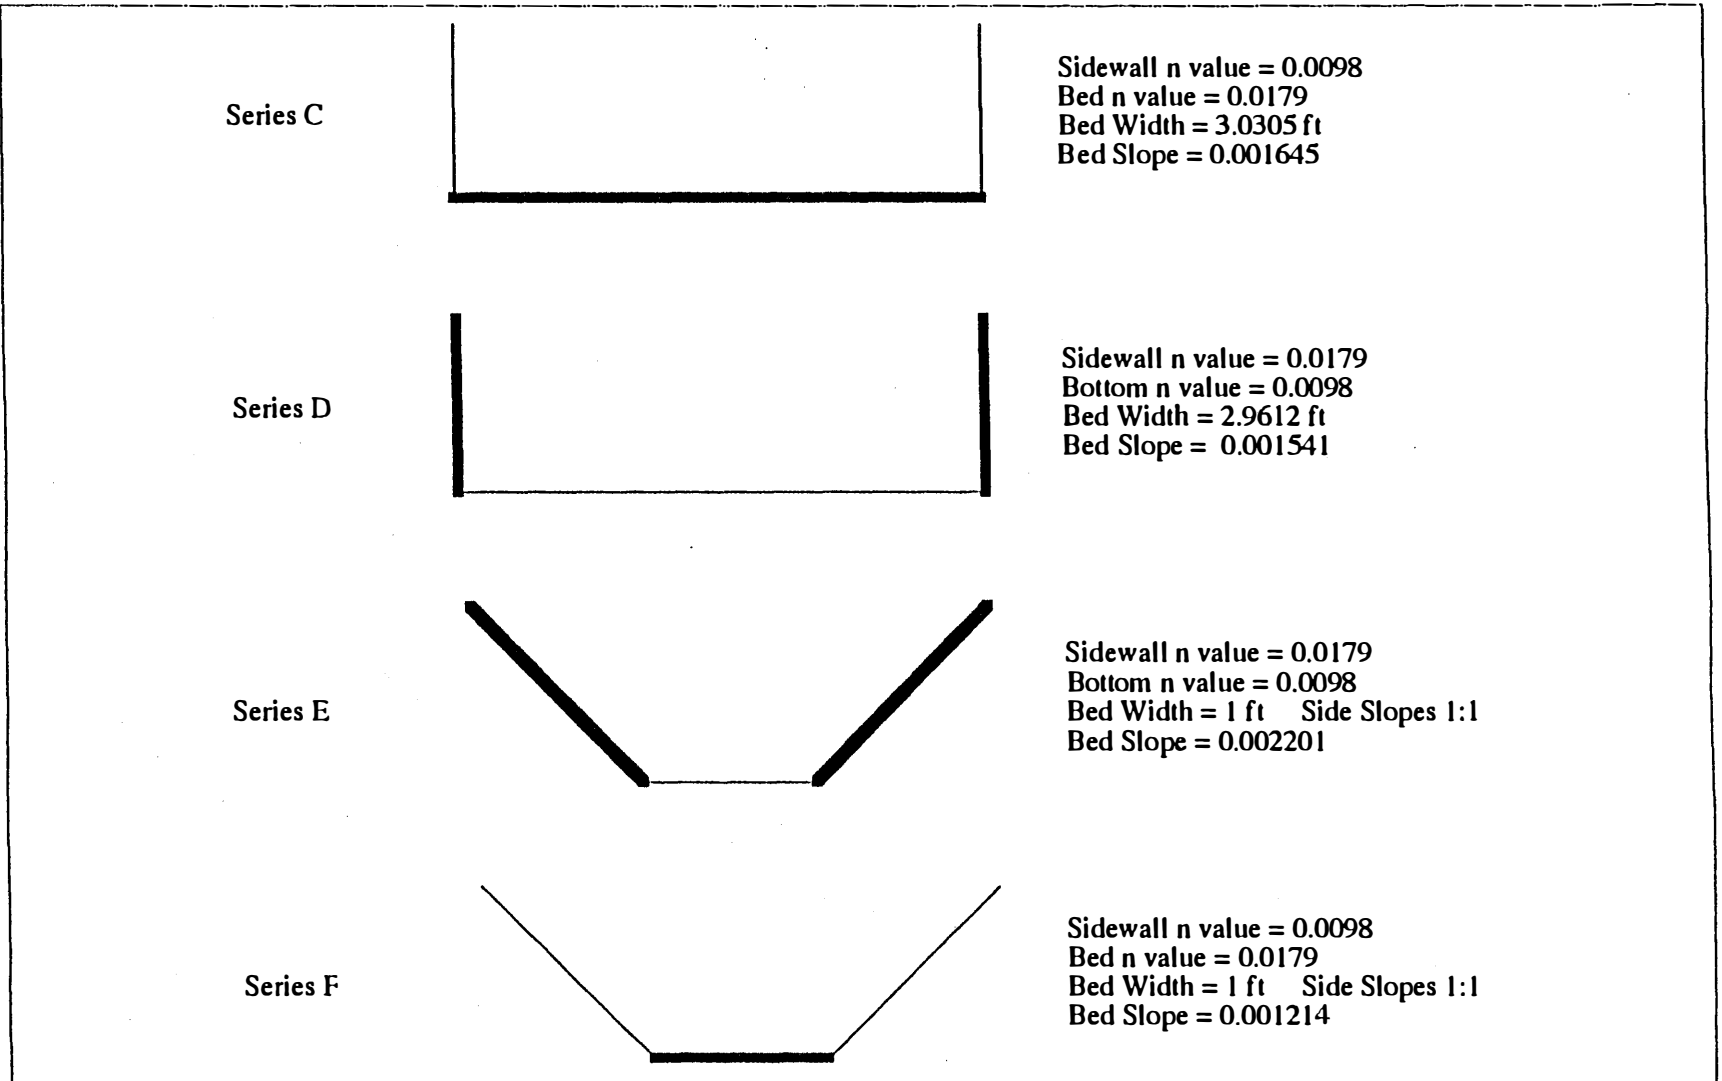 Series C
Sidewall n value = 0.0098
Bed n value = 0.0179
Bed Width = 3.0305 ft
Bed Slope = 0.001645
Series D
Sidewall n value = 0.0179
Bottom n value = 0.0098
Bed Width = 2.9612 ft
Bed Slope = 0.001541
Series E
Sidewall n value = 0.0179
Bottom n value = 0.0098
Bed Width = 1 ft Side Slopes 1:1
Bed Slope = 0.002201
Series F
Sidewall n value = 0.0098
Bed n value = 0.0179
Bed Width = 1 ft Side Slopes 1:1
Bed Slope = 0.001214